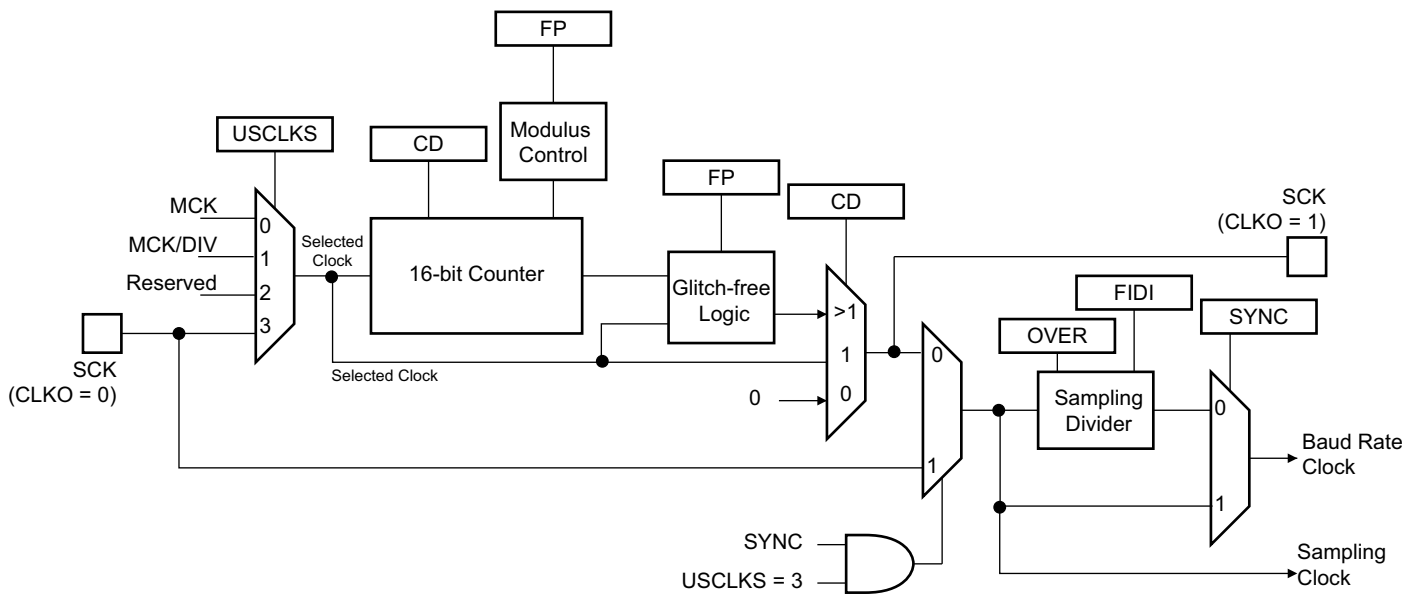 FP
Modulus
Control
USCLKS
CD
FP
CD
SCK
(CLKO = 1)
MCK
0
MCK/DIV
1
Selected
Clock
16-bit Counter
Reserved
2
Glitch-free
Logic
>1
FIDI
3
SYNC
OVER
SCK
(CLKO = 0)
Selected Clock
1
0
0
0
Sampling
Divider
0
Baud Rate
Clock
1
1
SYNC
USCLKS = 3
Sampling
Clock